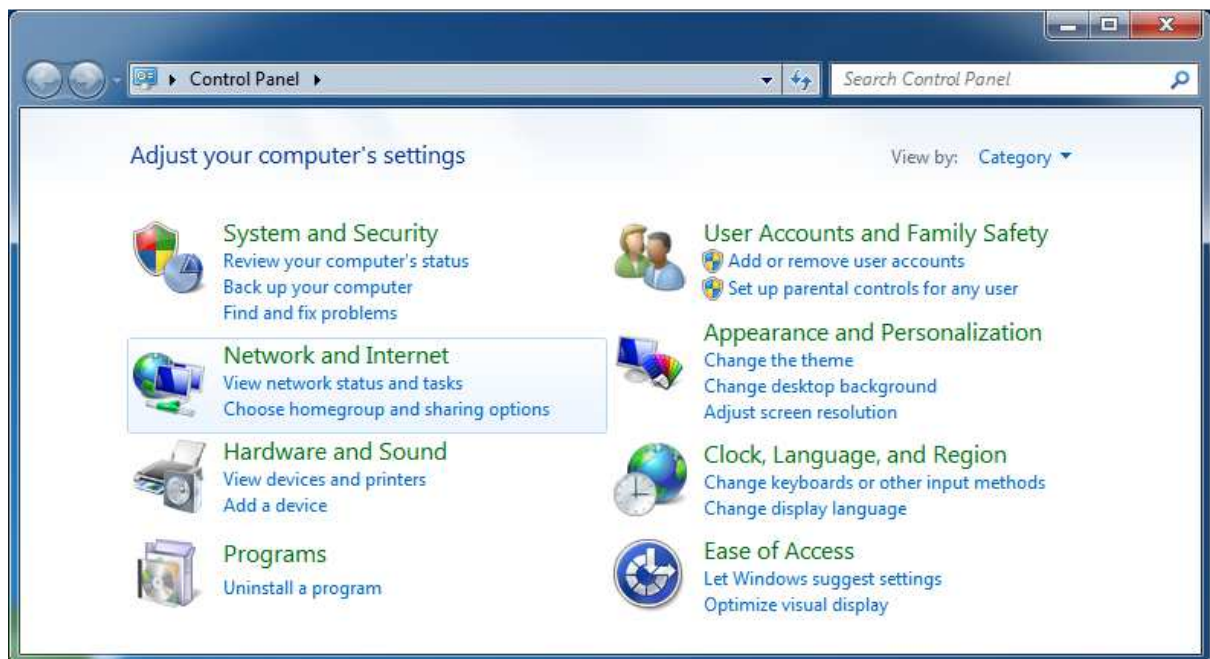 Control Panel
Search Control Panel
Adjust your computer's settings
View by: Category
System and Security
Review your computer's status
Back up your computer
Find and fix problems
Network and Internet
View network status and tasks
Choose homegroup and sharing options
Hardware and Sound
View devices and printers
Add a device
Programs
Uninstall a program
User Accounts and Family Safety
Add or remove user accounts
Set up parental controls for any user
Appearance and Personalization
Change the theme
Change desktop background
Adjust screen resolution
Clock, Language, and Region
Change keyboards or other input methods
Change display language
Ease of Access
Let Windows suggest settings
Optimize visual display